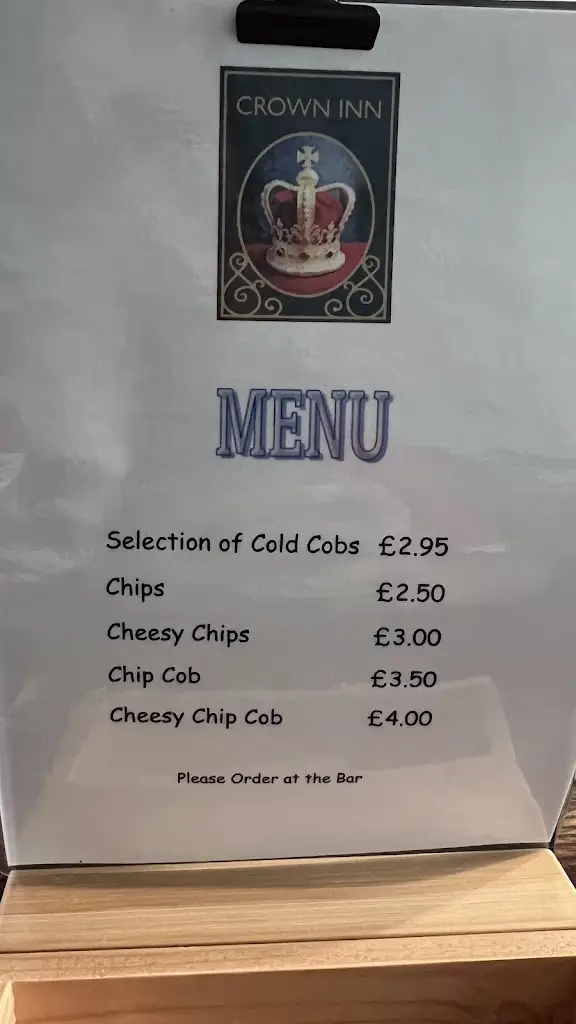 CROWN INN
MENU
Selection of Cold Cobs £2.95
Chips £2.50
Cheesy Chips £3.00
Chip Cob £3.50
Cheesy Chip Cob £4.00
Please Order at the Bar